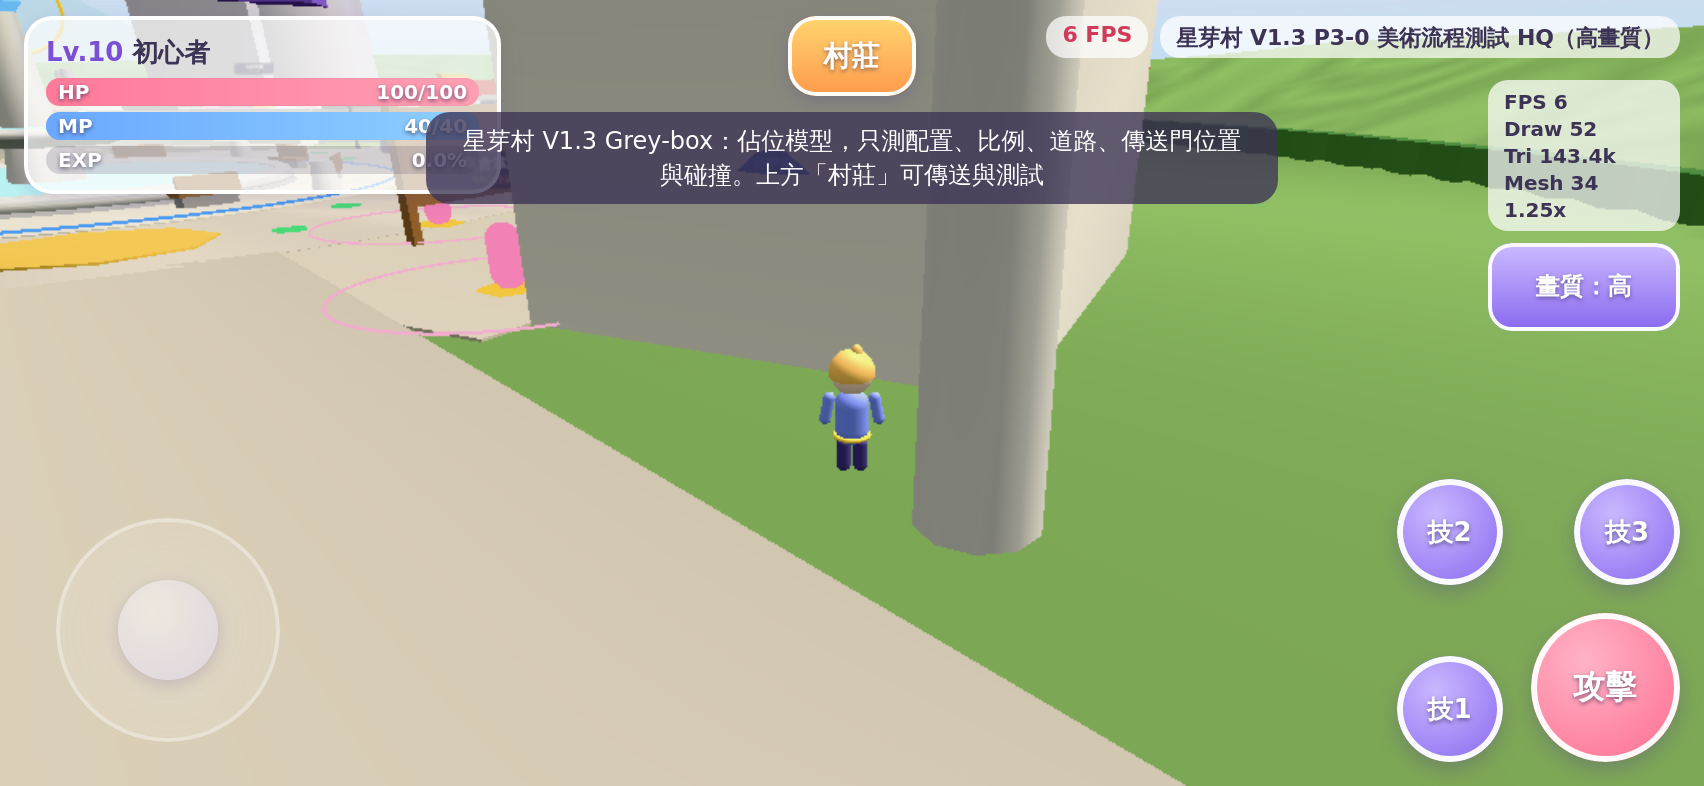 Lv.10 初心者
HP 100/100
MP 40/40
EXP 0.0%
村莊
6 FPS
星芽村 V1.3 P3-0 美術流程測試 HQ（高畫質）
星芽村 V1.3 Grey-box：佔位模型，只測配置、比例、道路、傳送門位置
與碰撞。上方「村莊」可傳送與測試
FPS 6
Draw 52
Tri 143.4k
Mesh 34
1.25x
畫質：高
技2
技3
技1
攻擊